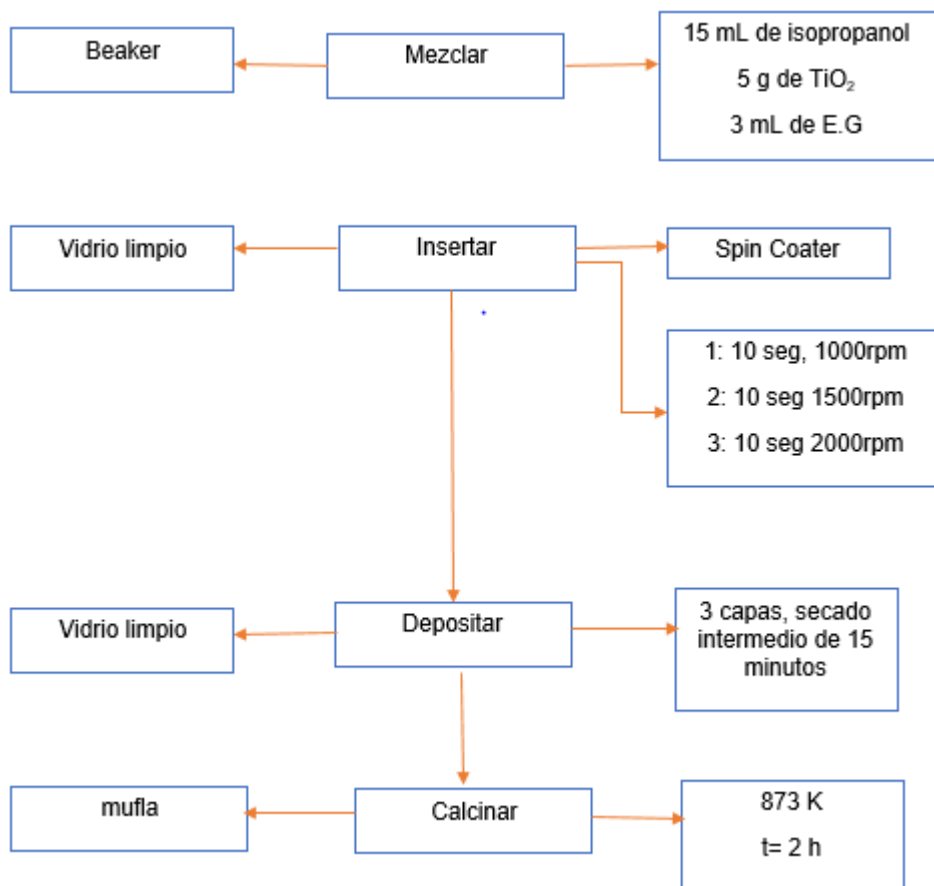 Beaker
Mezclar
15 mL de isopropanol
5 g de TiO₂
3 mL de E.G
Vidrio limpio
Insertar
Spin Coater
1: 10 seg, 1000rpm
2: 10 seg 1500rpm
3: 10 seg 2000rpm
Vidrio limpio
Depositar
3 capas, secado
intermedio de 15
minutos
mufla
Calcinar
873 K
t= 2 h